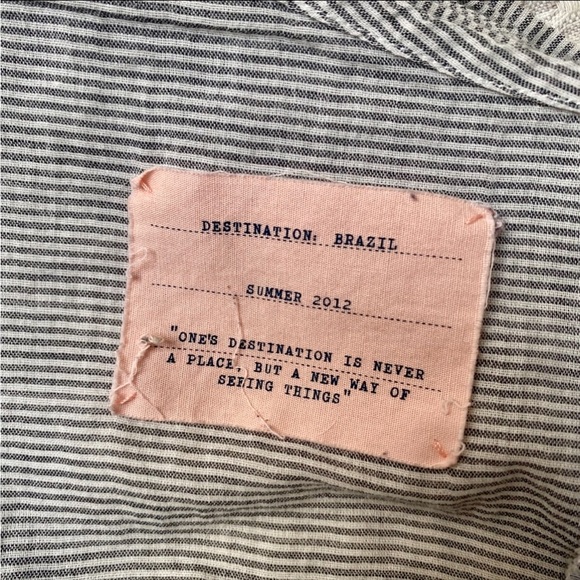 DESTINATION: BRAZIL
SUMMER 2012
"ONE'S DESTINATION IS NEVER
A PLACE, BUT A NEW WAY OF
SEEING THINGS"